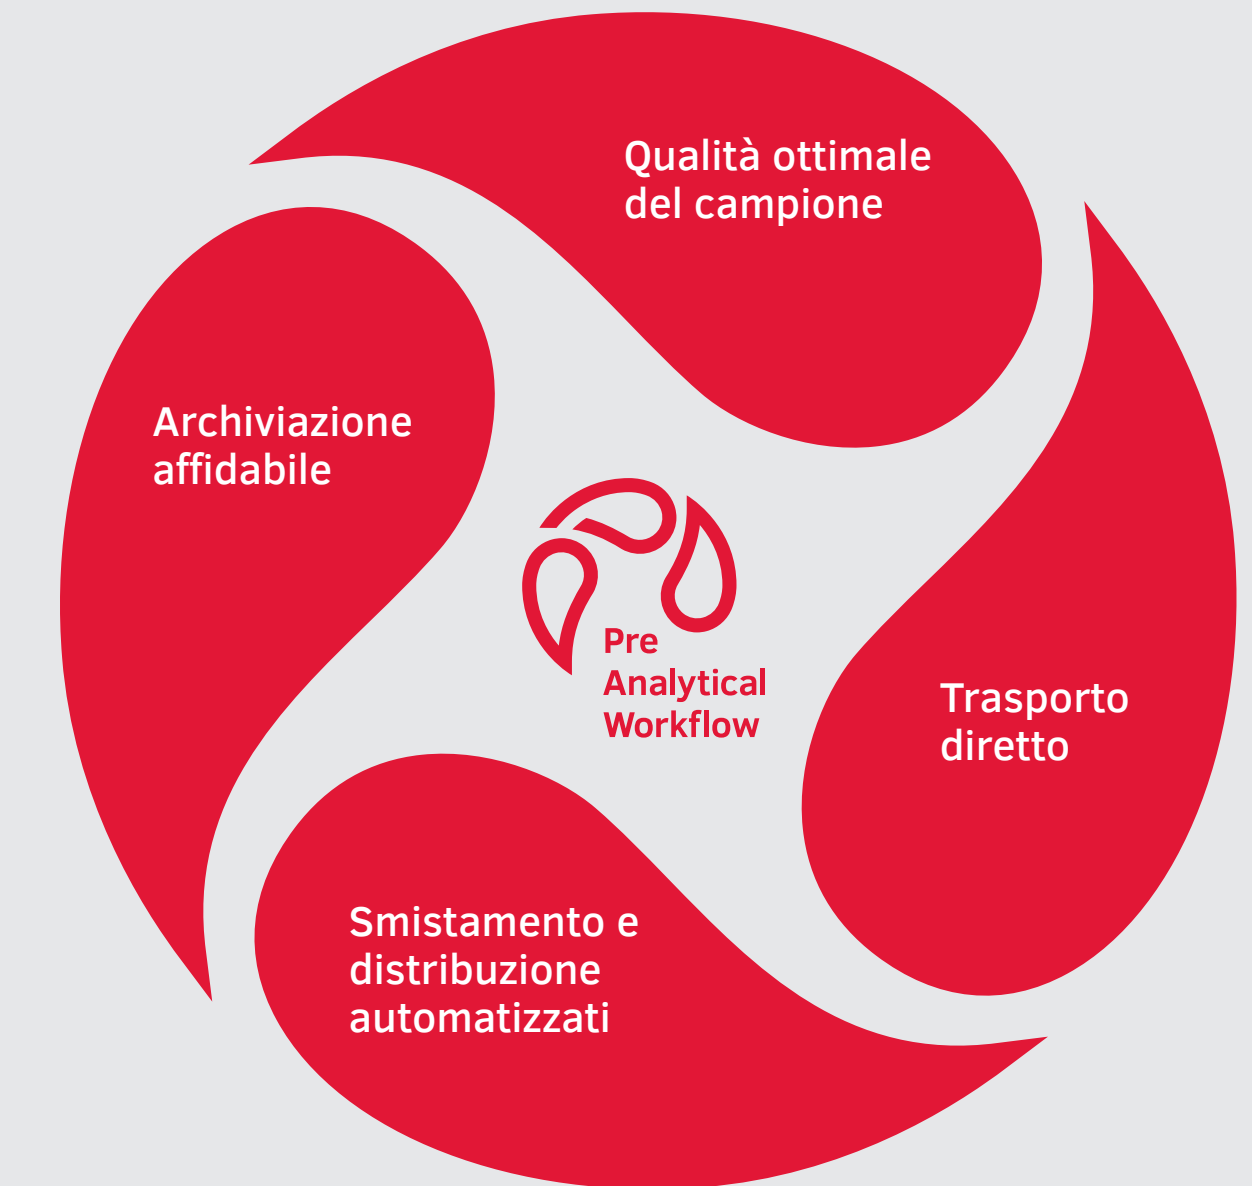 Qualità ottimale
del campione
Archiviazione
affidabile
Pre
Analytical
Workflow
Trasporto
diretto
Smistamento e
distribuzione
automatizzati